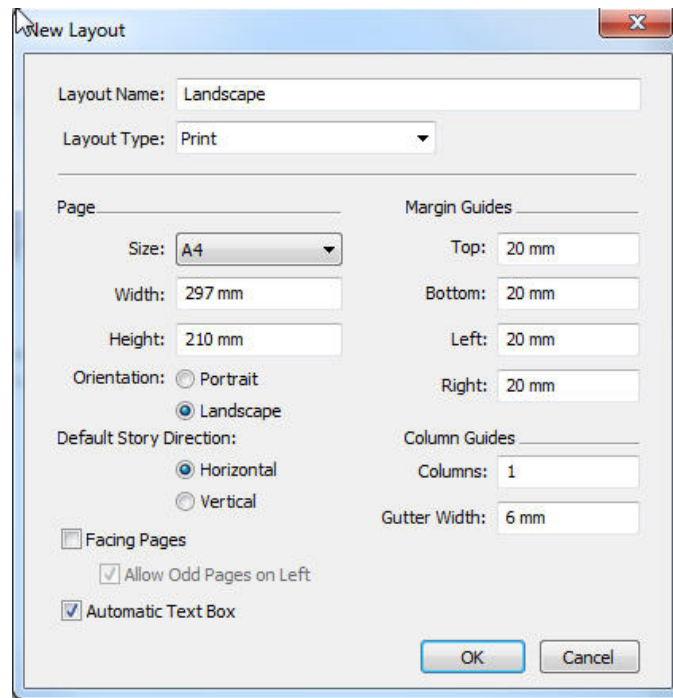 New Layout
Layout Name: Landscape
Layout Type: Print
Page
Size: A4
Width: 297 mm
Height: 210 mm
Orientation: Portrait
Landscape
Default Story Direction:
Horizontal
Vertical
Facing Pages
Allow Odd Pages on Left
Automatic Text Box
Margin Guides
Top: 20 mm
Bottom: 20 mm
Left: 20 mm
Right: 20 mm
Column Guides
Columns: 1
Gutter Width: 6 mm
OK Cancel